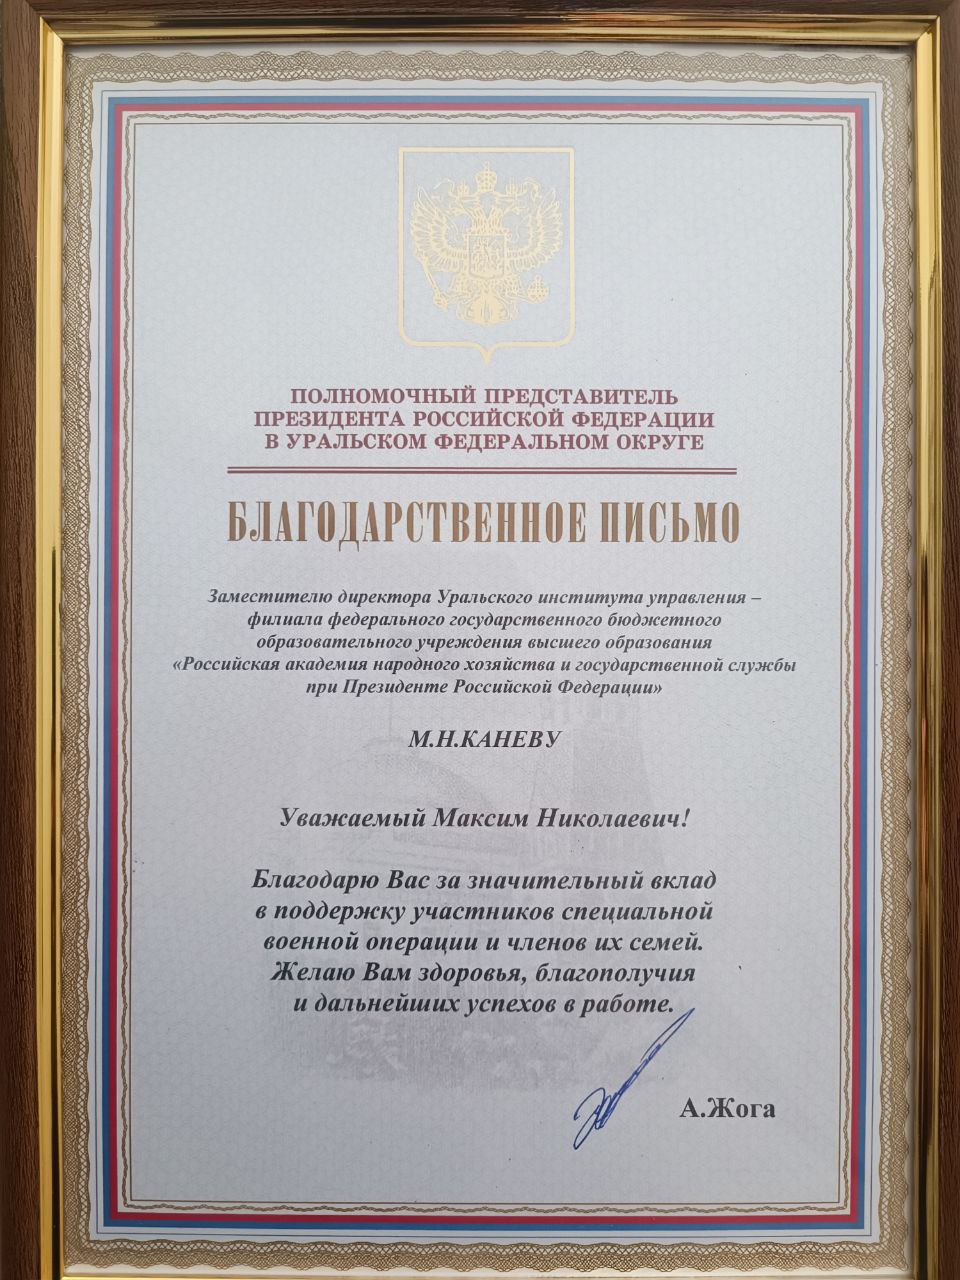 ПОЛНОМОЧНЫЙ ПРЕДСТАВИТЕЛЬ
ПРЕЗИДЕНТА РОССИЙСКОЙ ФЕДЕРАЦИИ
В УРАЛЬСКОМ ФЕДЕРАЛЬНОМ ОКРУГЕ
БЛАГОДАРСТВЕННОЕ ПИСЬМО
Заместителю директора Уральского института управления –
филиала федерального государственного бюджетного
образовательного учреждения высшего образования
«Российская академия народного хозяйства и государственной службы
при Президенте Российской Федерации»
М.Н.КАНЕВУ
Уважаемый Максим Николаевич!
Благодарю Вас за значительный вклад
в поддержку участников специальной
военной операции и членов их семей.
Желаю Вам здоровья, благополучия
и дальнейших успехов в работе.
А.Жога